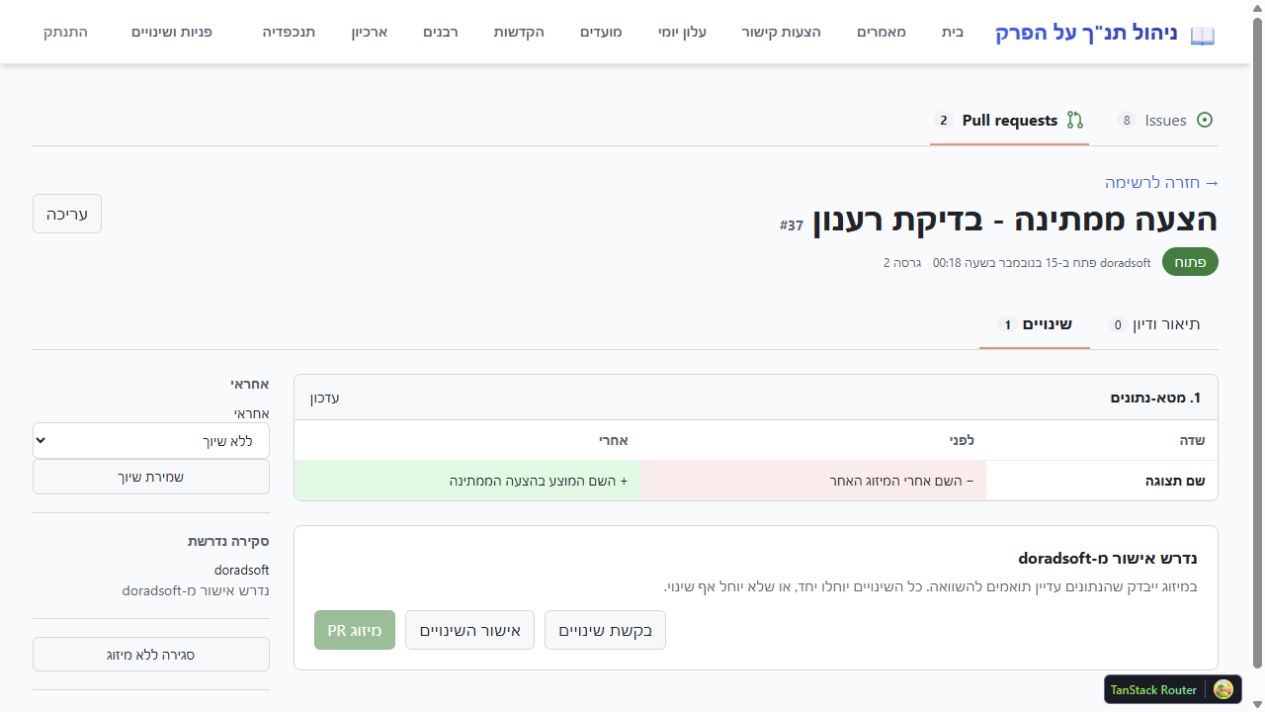 ניהול תנ"ך על הפרק
בית מאמרים הצעות קישור עלון יומי מועדים הקדשות רבנים ארכיון תנכפדיה פניות ושינויים התנתק
Issues 8 Pull requests 2
→ חזרה לרשימה
הצעה ממתינה - בדיקת רענון #37
עריכה
פתוח doradsoft פתח ב-15 בנובמבר בשעה 00:18 גרסה 2
תיאור ודיון 0 שינויים 1
1. מטא-נתונים עדכון
שדה לפני אחרי
שם תצוגה − השם אחרי המיזוג האחר + השם המוצע בהצעה הממתינה
נדרש אישור מ-doradsoft
במיזוג ייבדק שהנתונים עדיין תואמים להשוואה. כל השינויים יוחלו יחד, או שלא יוחל אף שינוי.
בקשת שינויים אישור השינויים מיזוג PR
אחראי
אחראי
ללא שיוך
שמירת שיוך
סקירה נדרשת
doradsoft
נדרש אישור מ-doradsoft
סגירה ללא מיזוג
TanStack Router